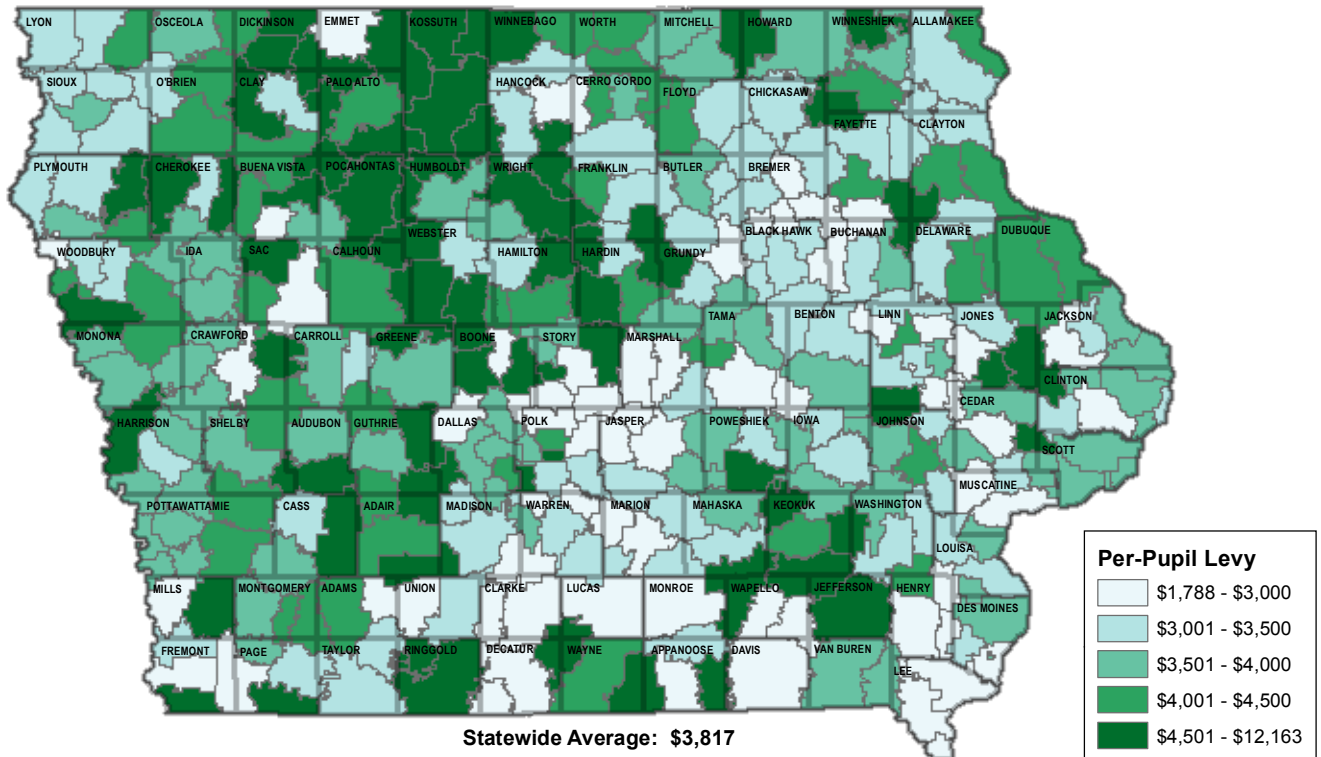 LYON OSCEOLA DICKINSON EMMET KOSSUTH WINNEBAGO WORTH MITCHELL HOWARD WINNESHIEK ALLAMAKEE
SIOUX O'BRIEN CLAY PALO ALTO HANCOCK CERRO GORDO FLOYD CHICKASAW
FAYETTE CLAYTON
PLYMOUTH CHEROKEE BUENA VISTA POCAHONTAS HUMBOLDT WRIGHT FRANKLIN BUTLER BREMER
WEBSTER BLACK HAWK BUCHANAN DELAWARE DUBUQUE
WOODBURY IDA SAC CALHOUN HAMILTON HARDIN GRUNDY
TAMA BENTON LINN JONES JACKSON
MONONA CRAWFORD CARROLL GREENE BOONE STORY MARSHALL
CLINTON
CEDAR
HARRISON SHELBY AUDUBON GUTHRIE DALLAS POLK JASPER POWESHIEK IOWA JOHNSON
SCOTT
MUSCATINE
POTTAWATTAMIE CASS ADAIR MADISON WARREN MARION MAHASKA KEOKUK WASHINGTON
LOUISA
MILLS MONTGOMERY ADAMS UNION CLARKE LUCAS MONROE WAPELLO JEFFERSON HENRY
DES MOINES
FREMONT PAGE TAYLOR RINGGOLD DECATUR WAYNE APPANOOSE DAVIS VAN BUREN
LEE
Statewide Average: $3,817
Per-Pupil Levy
$1,788 - $3,000
$3,001 - $3,500
$3,501 - $4,000
$4,001 - $4,500
$4,501 - $12,163